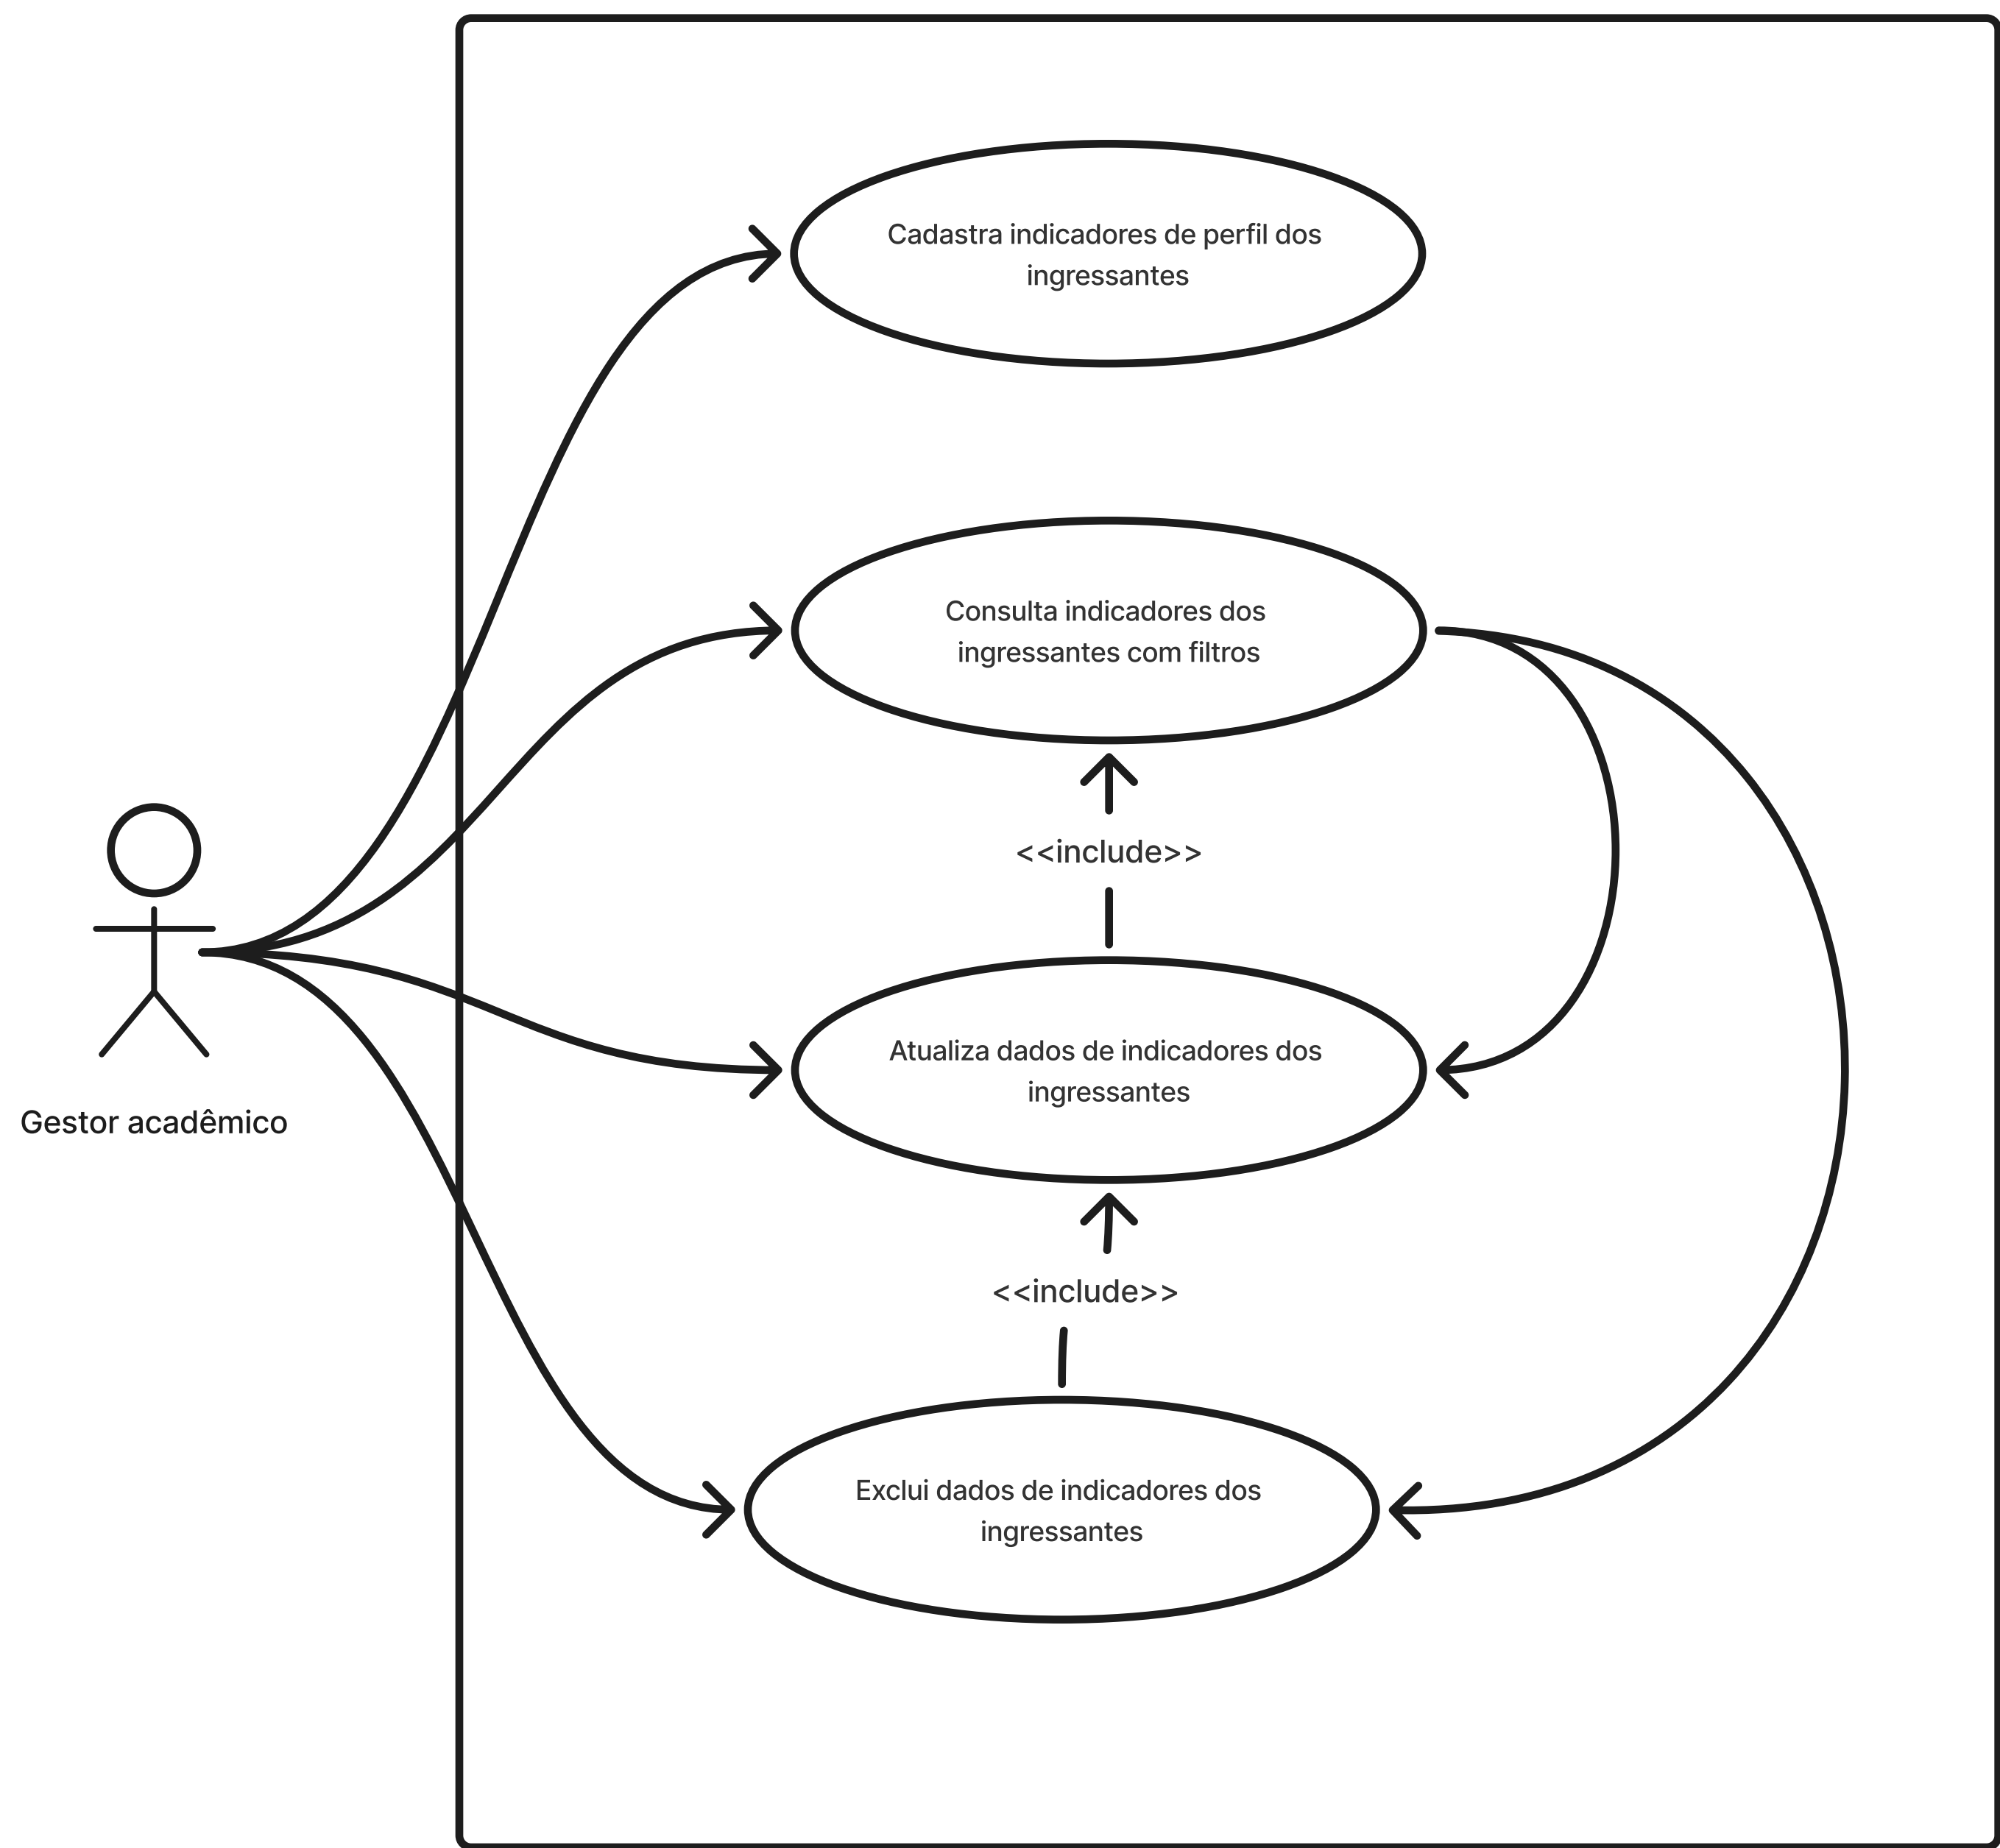 Cadastra indicadores de perfil dos
ingressantes
Consulta indicadores dos
ingressantes com filtros
<<include>>
Atualiza dados de indicadores dos
ingressantes
Gestor acadêmico
<<include>>
Exclui dados de indicadores dos
ingressantes